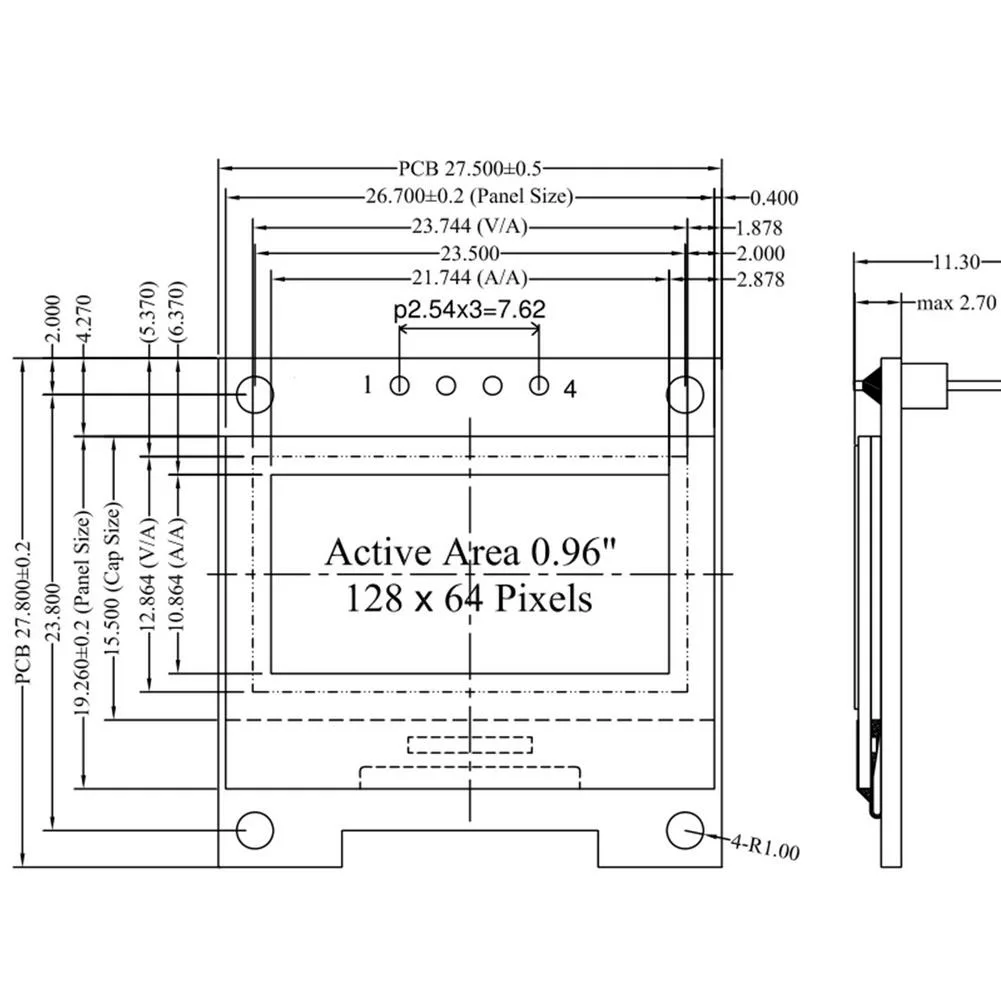 PCB 27.500±0.5
26.700±0.2 (Panel Size)
0.400
23.744 (V/A)
1.878
23.500
2.000
21.744 (A/A)
2.878
p2.54x3=7.62
11.30
max 2.70
2.000
4.270
(5.370)
(6.370)
1
4
PCB 27.800±0.2
23.800
19.260±0.2 (Panel Size)
15.500 (Cap Size)
12.864 (V/A)
10.864 (A/A)
Active Area 0.96"
128 x 64 Pixels
4-R1.00